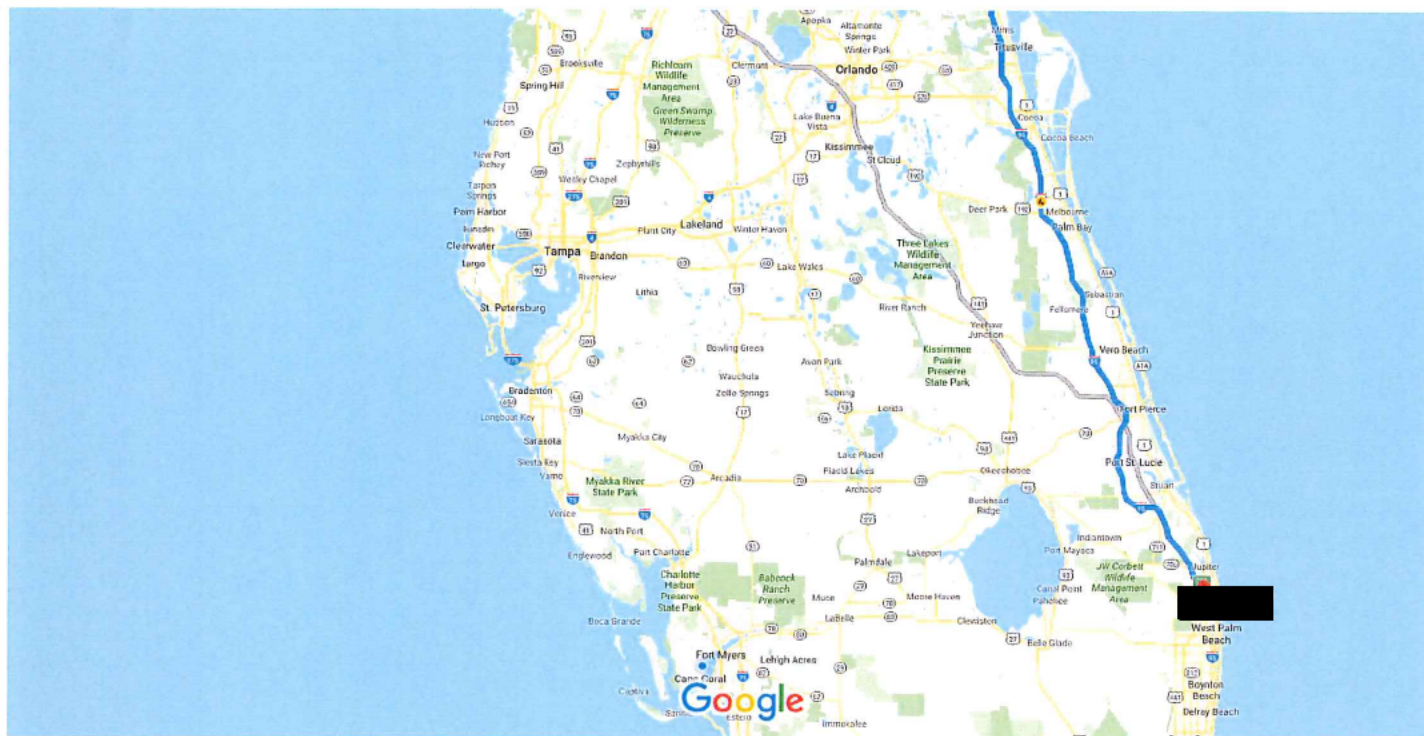 Apopka
Altamonte
Springs
Mims
Titusville
Winter Park
Brooksville
Clermont
Orlando
Spring Hill
Richloam
Wildlife
Management
Area
Green Swamp
Wilderness
Preserve
Hudson
Lake Buena
Vista
Cocoa
Cocoa Beach
Kissimmee
St Cloud
New Port
Richey
Zephyrhills
Wesley Chapel
Tarpon
Springs
Palm Harbor
Dunedin
Deer Park
Melbourne
Palm Bay
Plant City
Lakeland
Winter Haven
Clearwater
Tampa
Brandon
Three Lakes
Wildlife
Management
Area
Largo
Riverview
Lake Wales
Lithia
River Ranch
Sebastian
Fellsmere
St. Petersburg
Yeehaw
Junction
Vero Beach
Bowling Green
Avon Park
Kissimmee
Prairie
Preserve
State Park
Wauchula
Zolfo Springs
Sebring
Bradenton
Lorida
Fort Pierce
Longboat Key
Sarasota
Myakka City
Lake Placid
Port St. Lucie
Siesta Key
Vamo
Placid Lakes
Okeechobee
Arcadia
Archbold
Stuart
Myakka River
State Park
Buckhead
Ridge
Venice
North Port
Indiantown
Englewood
Port Charlotte
Lakeport
Port Mayaca
Palmdale
Jupiter
Charlotte
Harbor
Preserve
State Park
Babcock
Ranch
Preserve
JW Corbett
Wildlife
Management
Area
Canal Point
Pahokee
Muse
Moore Haven
Boca Grande
LaBelle
Clewiston
West Palm
Beach
Belle Glade
Fort Myers
Lehigh Acres
Cape Coral
Captiva
Google
Boynton
Beach
Delray Beach
Estero
Immokalee